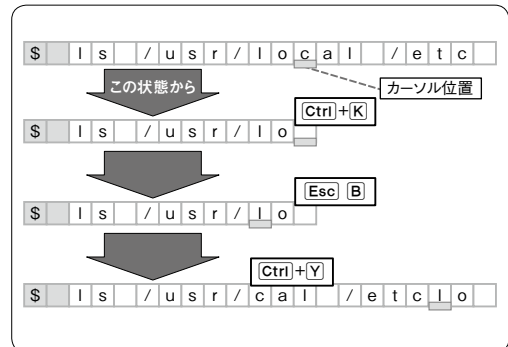 $ ls /usr/local /etc
この状態から
カーソル位置
Ctrl+K
$ ls /usr/lo
Esc B
$ ls /usr/lo
Ctrl+Y
$ ls /usr/cal /etclo